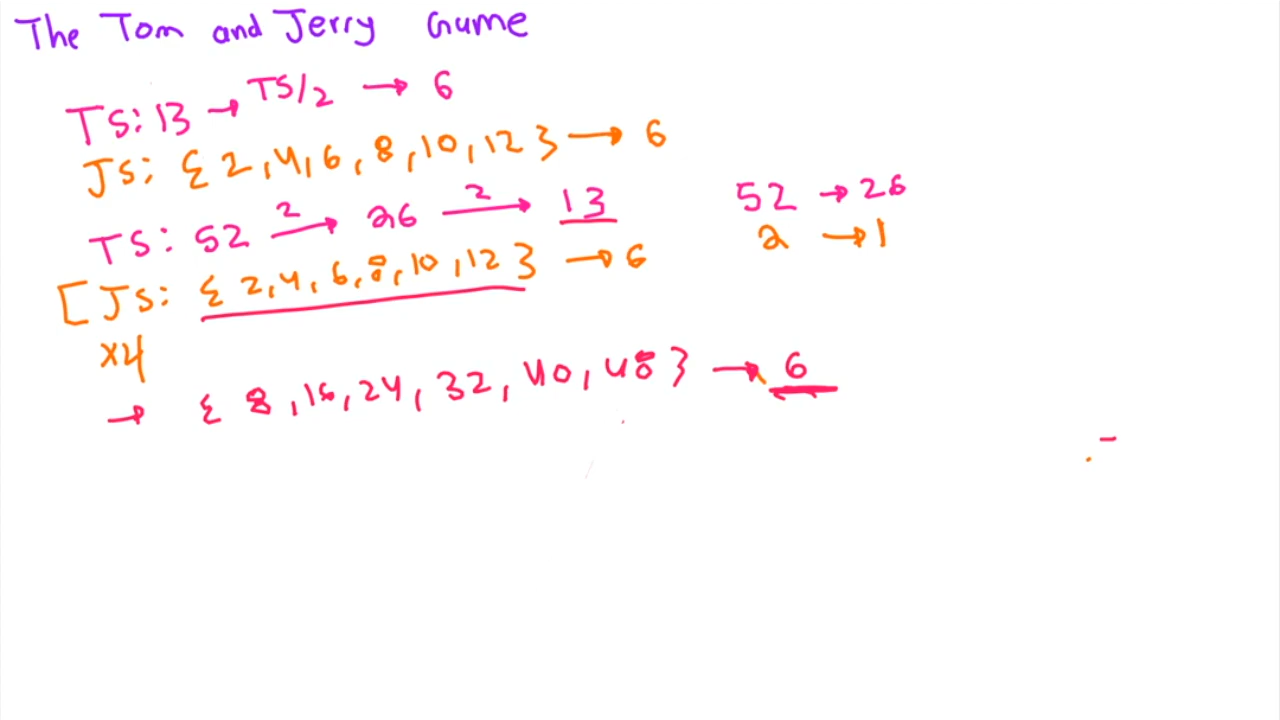 The Tom and Jerry Game
TS: 13 → TS/2 → 6
JS: { 2, 4, 6, 8, 10, 12 } → 6
TS: 52 2→ 26 2→ 13
52 → 26
2 → 1
[ JS: { 2, 4, 6, 8, 10, 12 } → 6
x4
→ { 8, 16, 24, 32, 40, 48 } → 6